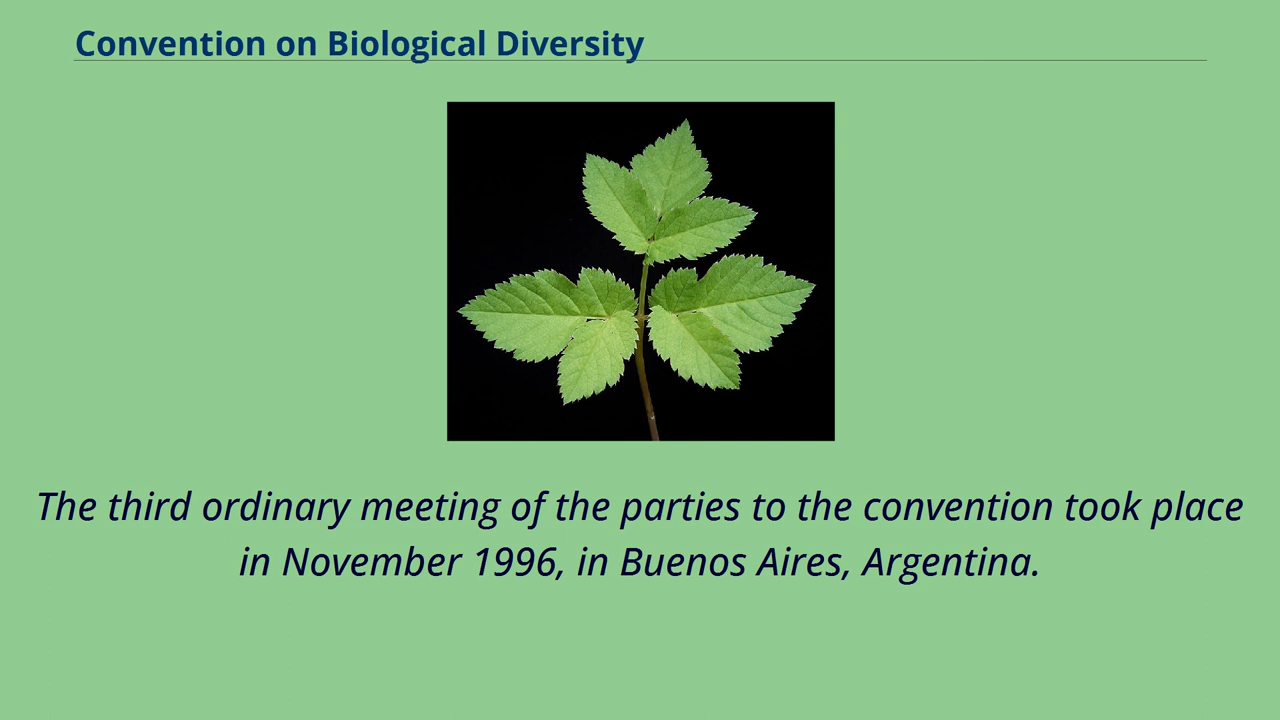 Convention on Biological Diversity
The third ordinary meeting of the parties to the convention took place
in November 1996, in Buenos Aires, Argentina.